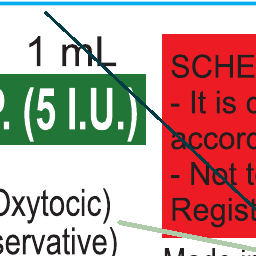 1 mL
P. (5 I.U.)
Oxytocic)
servative)
SCHE
- It is c
accord
- Not t
Regist
Made in